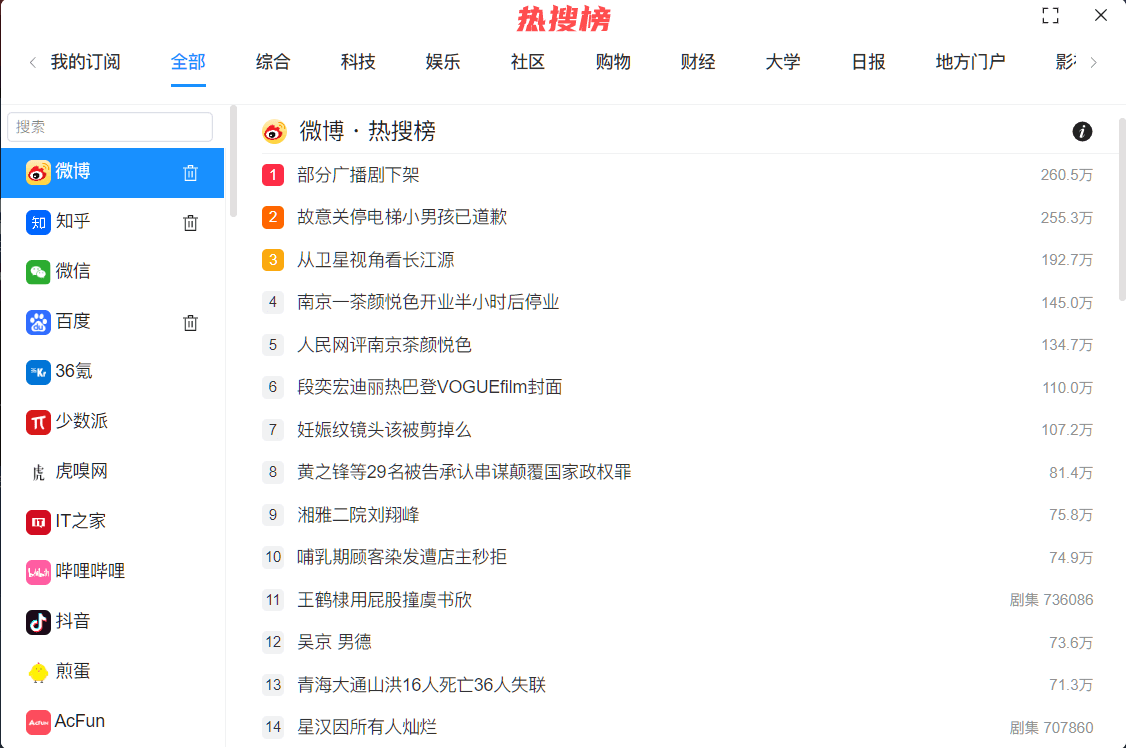 热搜榜
我的订阅 全部 综合 科技 娱乐 社区 购物 财经 大学 日报 地方门户
搜索
微博
知乎
微信
百度
36氪
少数派
虎嗅网
IT之家
哔哩哔哩
抖音
煎蛋
AcFun
微博 · 热搜榜
1 部分广播剧下架 260.5万
2 故意关停电梯小男孩已道歉 255.3万
3 从卫星视角看长江源 192.7万
4 南京一茶颜悦色开业半小时后停业 145.0万
5 人民网评南京茶颜悦色 134.7万
6 段奕宏迪丽热巴登VOGUEfilm封面 110.0万
7 妊娠纹镜头该被剪掉么 107.2万
8 黄之锋等29名被告承认串谋颠覆国家政权罪 81.4万
9 湘雅二院刘翔峰 75.8万
10 哺乳期顾客染发遭店主秒拒 74.9万
11 王鹤棣用屁股撞虞书欣 剧集 736086
12 吴京 男德 73.6万
13 青海大通山洪16人死亡36人失联 71.3万
14 星汉因所有人灿烂 剧集 707860